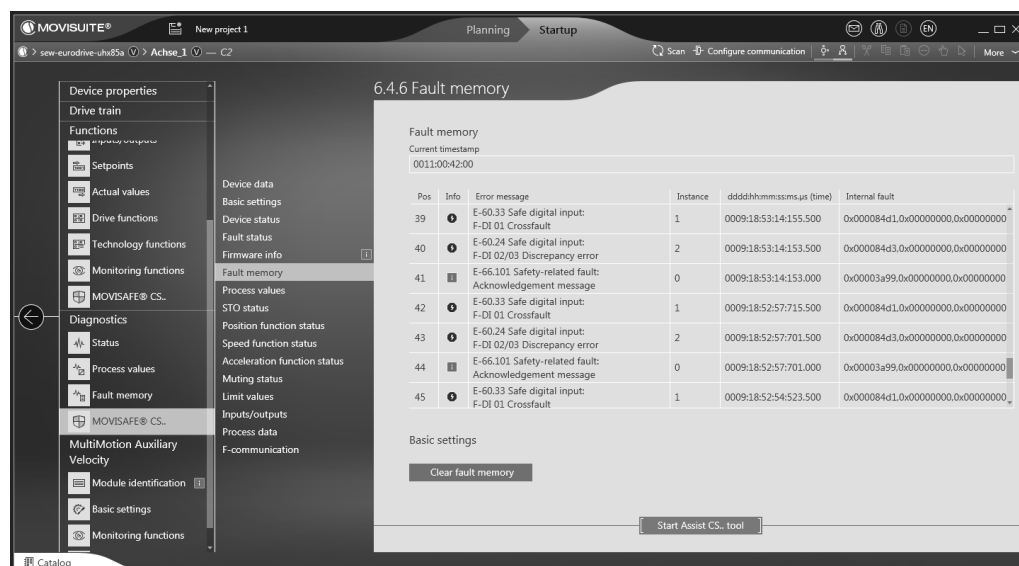 MOVISUITE®
New project 1
Planning
Startup
EN
> sew-eurodrive-uhx85a V > Achse_1 V — C2
Scan
Configure communication
More
Device properties
Drive train
Functions
Inputs/outputs
Setpoints
Actual values
Drive functions
Technology functions
Monitoring functions
MOVISAFE® CS..
Diagnostics
Status
Process values
Fault memory
MOVISAFE® CS..
MultiMotion Auxiliary
Velocity
Module identification
Basic settings
Monitoring functions
Catalog
Device data
Basic settings
Device status
Fault status
Firmware info
Fault memory
Process values
STO status
Position function status
Speed function status
Acceleration function status
Muting status
Limit values
Inputs/outputs
Process data
F-communication
6.4.6 Fault memory
Fault memory
Current timestamp
0011:00:42:00
Pos Info Error message Instance dddd:hh:mm:ss:ms.µs (time) Internal fault
39 E-60.33 Safe digital input: 1 0009:18:53:14:155.500 0x000084d1,0x00000000,0x00000000
F-DI 01 Crossfault
40 E-60.24 Safe digital input: 2 0009:18:53:14:153.500 0x000084d3,0x00000000,0x00000000
F-DI 02/03 Discrepancy error
41 E-66.101 Safety-related fault: 0 0009:18:53:14:153.000 0x00003a99,0x00000000,0x00000000
Acknowledgement message
42 E-60.33 Safe digital input: 1 0009:18:52:57:715.500 0x000084d1,0x00000000,0x00000000
F-DI 01 Crossfault
43 E-60.24 Safe digital input: 2 0009:18:52:57:701.500 0x000084d3,0x00000000,0x00000000
F-DI 02/03 Discrepancy error
44 E-66.101 Safety-related fault: 0 0009:18:52:57:701.000 0x00003a99,0x00000000,0x00000000
Acknowledgement message
45 E-60.33 Safe digital input: 1 0009:18:52:54:523.500 0x000084d1,0x00000000,0x00000000
F-DI 01 Crossfault
Basic settings
Clear fault memory
Start Assist CS.. tool